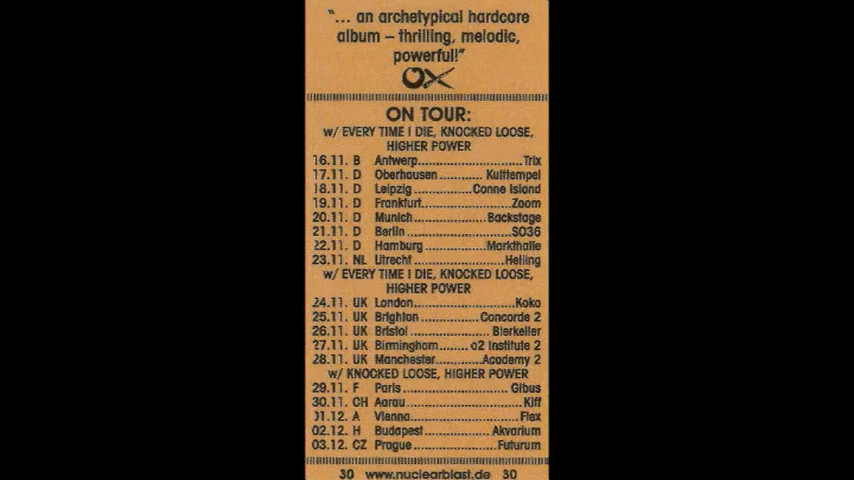 "... an archetypical hardcore
album – thrilling, melodic,
powerful!"
OX
ON TOUR:
w/ EVERY TIME I DIE, KNOCKED LOOSE,
HIGHER POWER
16.11. B Antwerp..........................Trix
17.11. D Oberhausen........... Kulttempel
18.11. D Leipzig.................Conne Island
19.11. D Frankfurt.........................Zoom
20.11. D Munich......................Backstage
21.11. D Berlin..............................SO36
22.11. D Hamburg................Markthalle
23.11. NL Utrecht.........................Helling
w/ EVERY TIME I DIE, KNOCKED LOOSE,
HIGHER POWER
24.11. UK London...........................Koko
25.11. UK Brighton................Concorde 2
26.11. UK Bristol......................Bierkeller
27.11. UK Birmingham........o2 Institute 2
28.11. UK Manchester............Academy 2
w/ KNOCKED LOOSE, HIGHER POWER
29.11. F Paris.............................Gibus
30.11. CH Aarau...............................Kiff
01.12. A Vienna.............................Flex
02.12. H Budapest...................Akvarium
03.12. CZ Prague.......................Futurum
30 www.nuclearblast.de 30